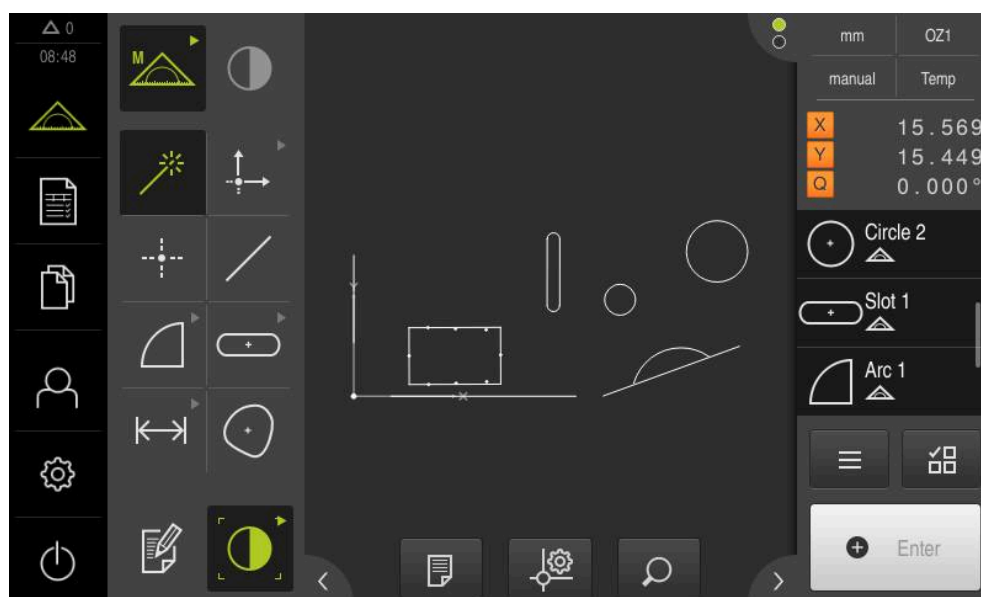 0
08:48
M
mm
OZ1
manual
Temp
X 15.569
Y 15.449
Q 0.000°
Circle 2
Slot 1
Arc 1
Y
X
Enter